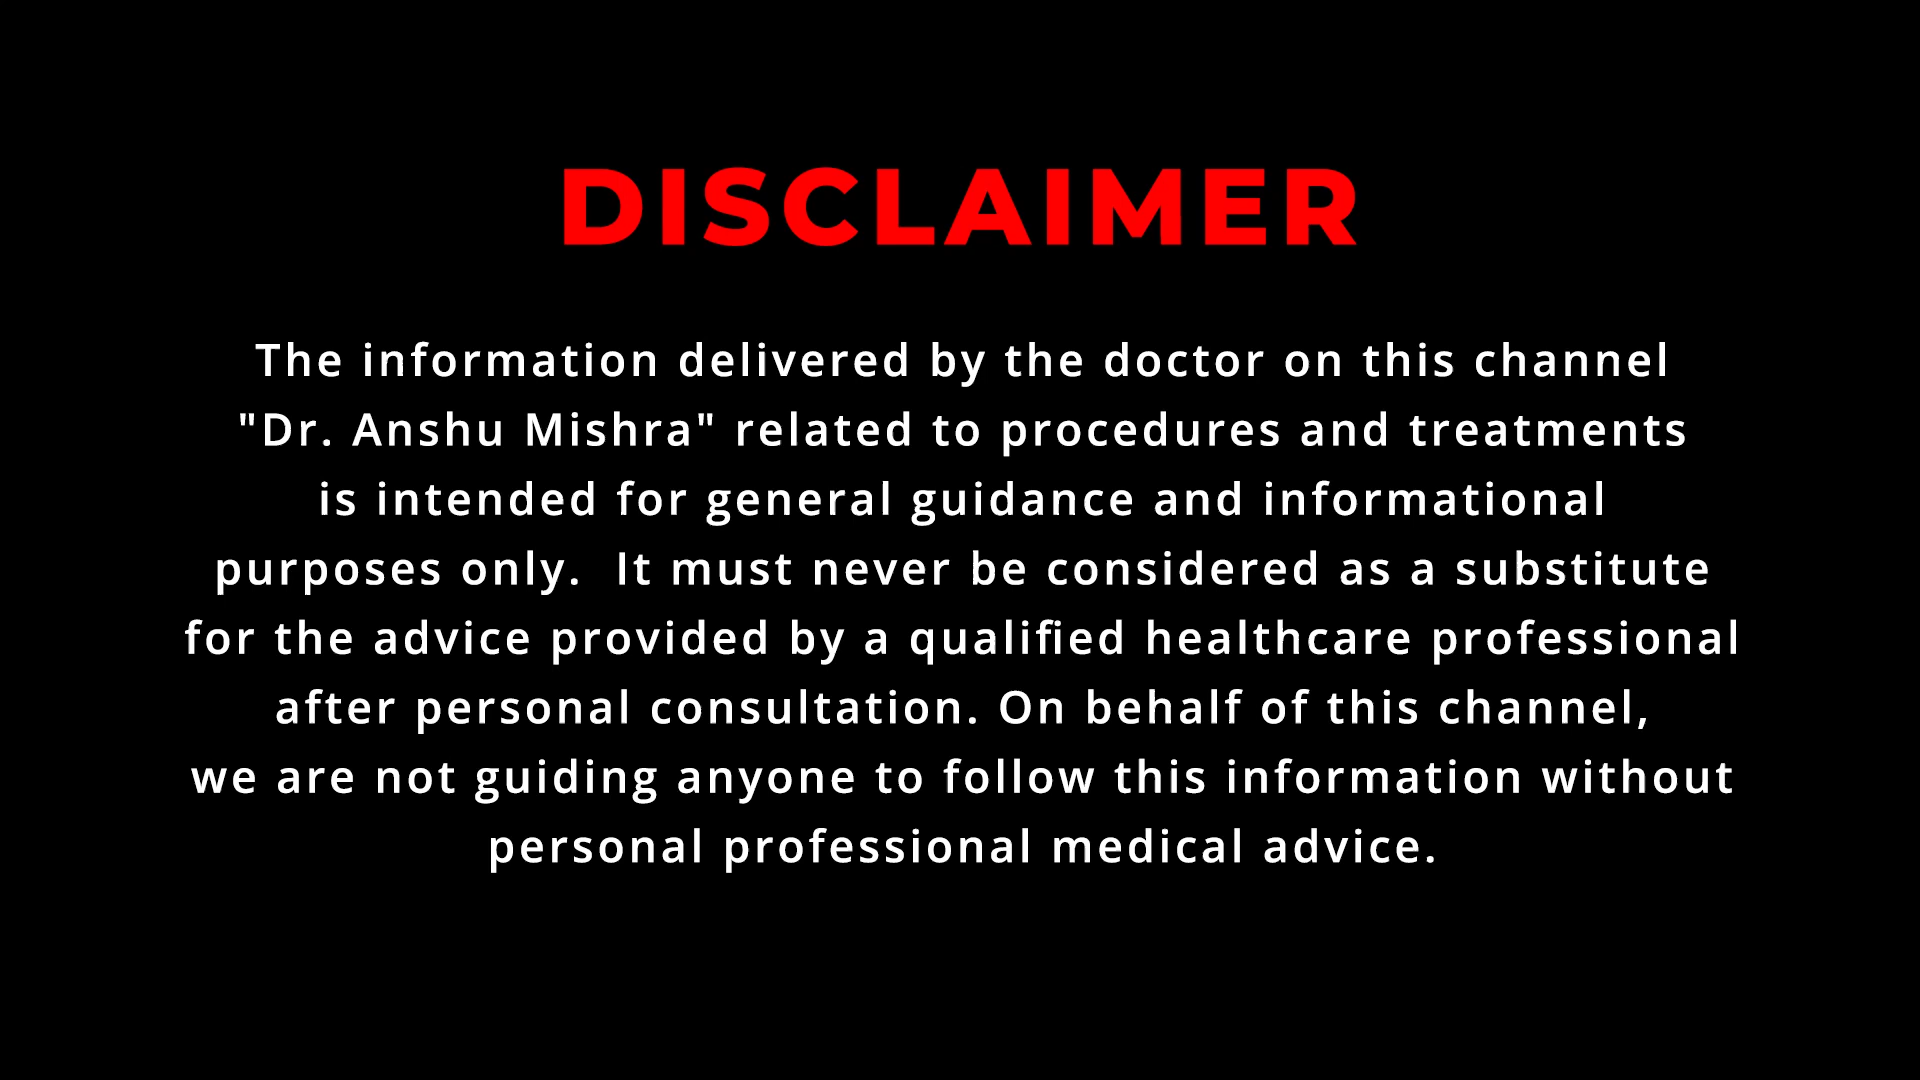 DISCLAIMER
The information delivered by the doctor on this channel
"Dr. Anshu Mishra" related to procedures and treatments
is intended for general guidance and informational
purposes only.  It must never be considered as a substitute
for the advice provided by a qualified healthcare professional
after personal consultation. On behalf of this channel,
we are not guiding anyone to follow this information without
personal professional medical advice.